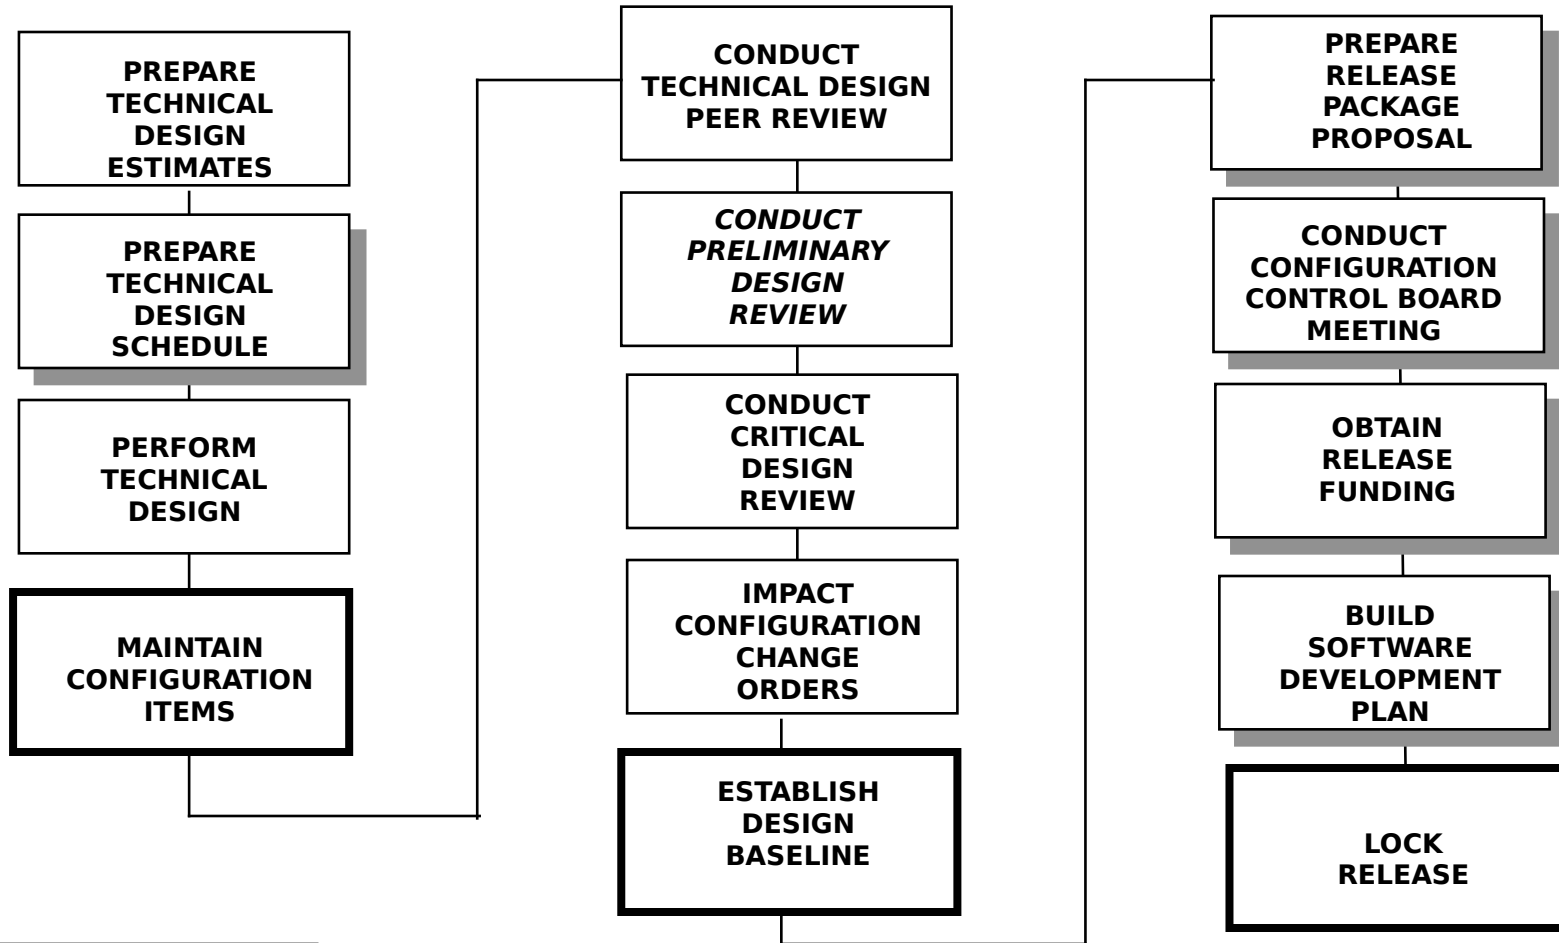 PREPARE
TECHNICAL
DESIGN
ESTIMATES
PREPARE
TECHNICAL
DESIGN
SCHEDULE
PERFORM
TECHNICAL
DESIGN
MAINTAIN
CONFIGURATION
ITEMS
CONDUCT
TECHNICAL DESIGN
PEER REVIEW
CONDUCT
PRELIMINARY
DESIGN
REVIEW
CONDUCT
CRITICAL
DESIGN
REVIEW
IMPACT
CONFIGURATION
CHANGE
ORDERS
ESTABLISH
DESIGN
BASELINE
PREPARE
RELEASE
PACKAGE
PROPOSAL
CONDUCT
CONFIGURATION
CONTROL BOARD
MEETING
OBTAIN
RELEASE
FUNDING
BUILD
SOFTWARE
DEVELOPMENT
PLAN
LOCK
RELEASE